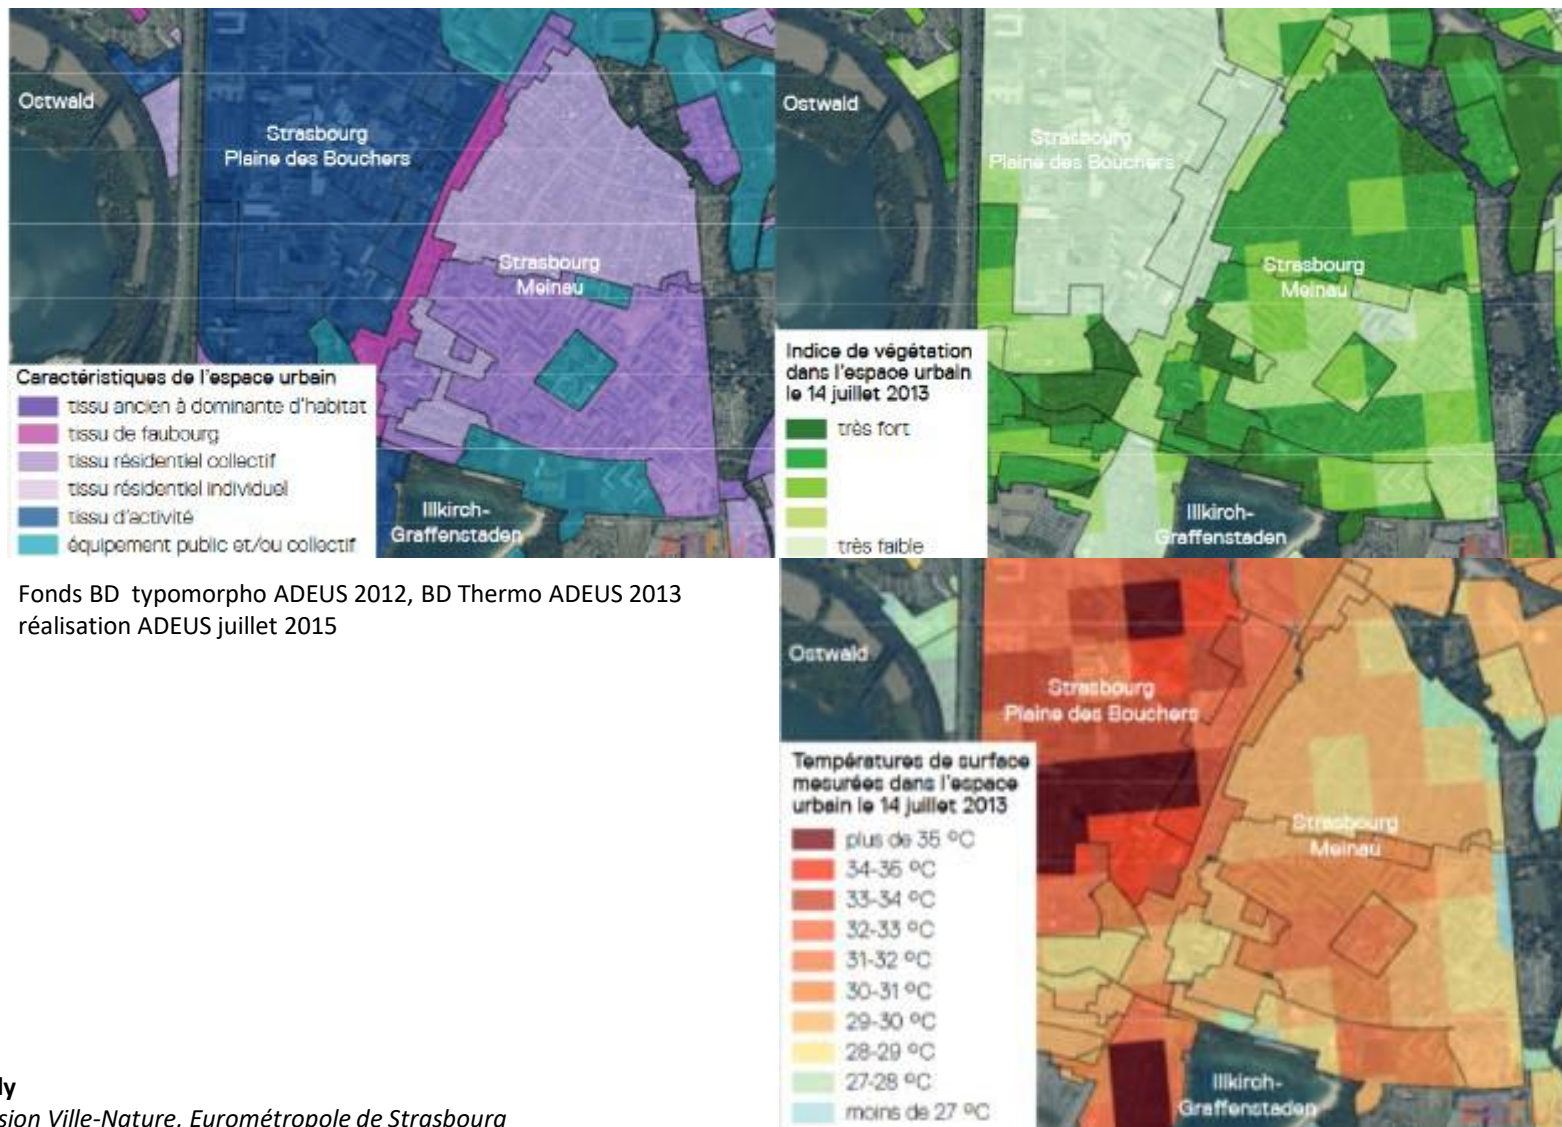 Ostwald
Strasbourg
Plaine des Bouchers
Strasbourg
Meinau
Caractéristiques de l'espace urbain
tissu ancien à dominante d'habitat
tissu de faubourg
tissu résidentiel collectif
tissu résidentiel individuel
tissu d'activité
équipement public et/ou collectif
Illkirch-
Graffenstaden
Ostwald
Strasbourg
Plaine des Bouchers
Strasbourg
Meinau
Indice de végétation
dans l'espace urbain
le 14 juillet 2013
très fort
très faible
Illkirch-
Graffenstaden
Fonds BD typomorpho ADEUS 2012, BD Thermo ADEUS 2013
réalisation ADEUS juillet 2015
Ostwald
Strasbourg
Plaine des Bouchers
Strasbourg
Meinau
Températures de surface
mesurées dans l'espace
urbain le 14 juillet 2013
plus de 35 °C
34-35 °C
33-34 °C
32-33 °C
31-32 °C
30-31 °C
29-30 °C
28-29 °C
27-28 °C
moins de 27 °C
Illkirch-
Graffenstaden
ly
sion Ville-Nature, Eurométropole de Strasbourg